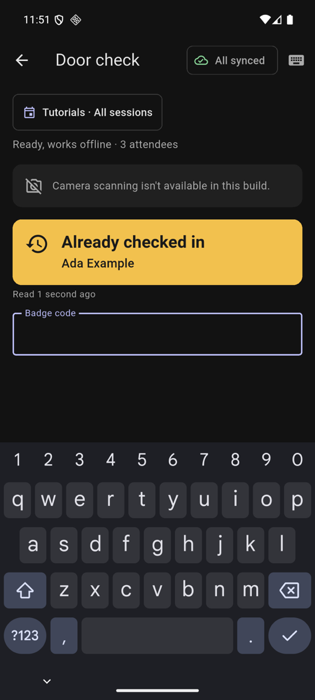 11:51
Door check
All synced
Tutorials · All sessions
Ready, works offline · 3 attendees
Camera scanning isn't available in this build.
Already checked in
Ada Example
Read 1 second ago
Badge code
1 2 3 4 5 6 7 8 9 0
q w e r t y u i o p
a s d f g h j k l
z x c v b n m
?123 , .